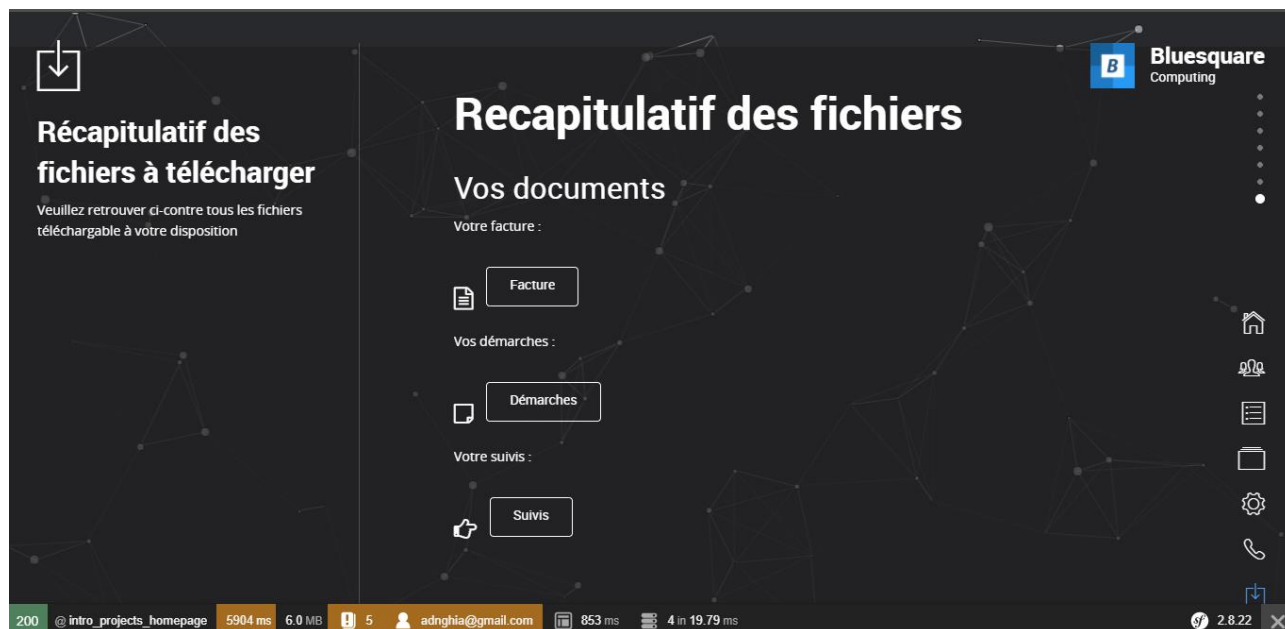 Récapitulatif des
fichiers à télécharger
Veuillez retrouver ci-contre tous les fichiers
téléchargable à votre disposition
Recapitulatif des fichiers
Vos documents
Votre facture :
Facture
Vos démarches :
Démarches
Votre suivis :
Suivis
B
Bluesquare
Computing
200 @ intro_projects_homepage 5904 ms 6.0 MB 5 adnghia@gmail.com 853 ms 4 in 19.79 ms sf 2.8.22